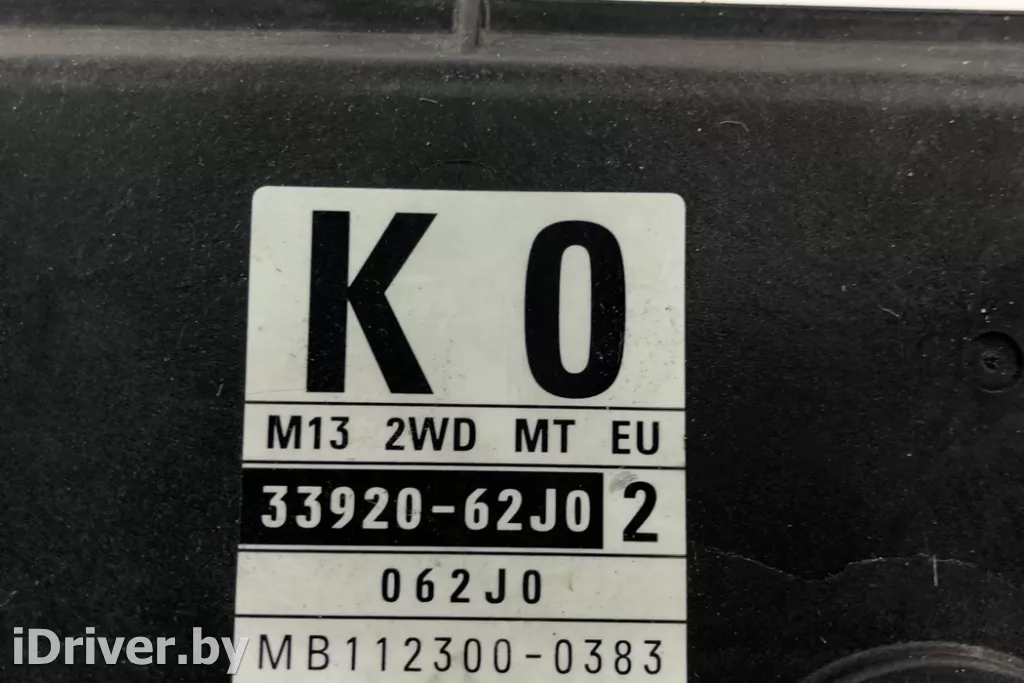 K 0
M13 2WD MT EU
33920-62J0 2
062J0
MB112300-0383
iDriver.by